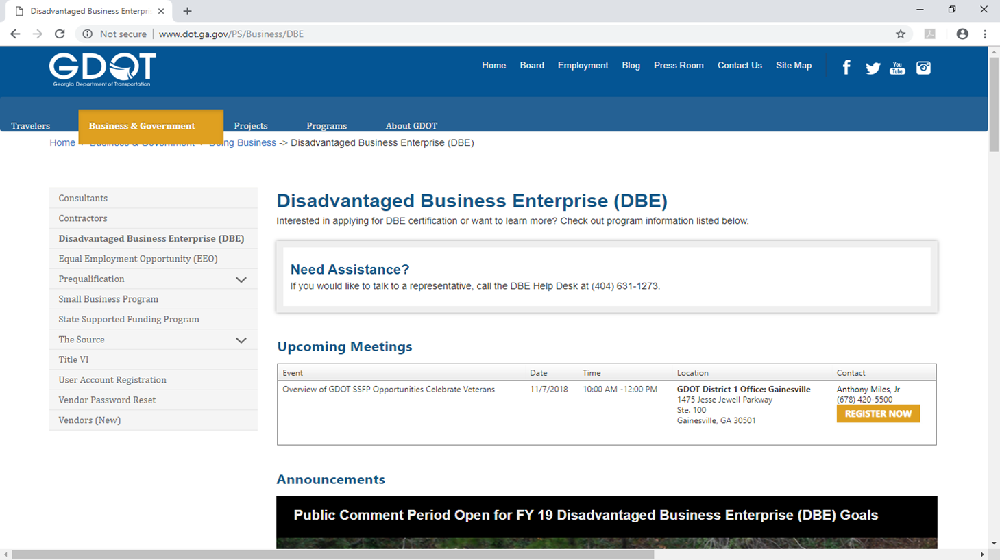 Disadvantaged Business Enterpri
Not secure | www.dot.ga.gov/PS/Business/DBE
GDOT
Georgia Department of Transportation
Home Board Employment Blog Press Room Contact Us Site Map
You Tube
Travelers Business & Government Projects Programs About GDOT
Home Business & Government Doing Business -> Disadvantaged Business Enterprise (DBE)
Consultants
Contractors
Disadvantaged Business Enterprise (DBE)
Equal Employment Opportunity (EEO)
Prequalification
Small Business Program
State Supported Funding Program
The Source
Title VI
User Account Registration
Vendor Password Reset
Vendors (New)
Disadvantaged Business Enterprise (DBE)
Interested in applying for DBE certification or want to learn more? Check out program information listed below.
Need Assistance?
If you would like to talk to a representative, call the DBE Help Desk at (404) 631-1273.
Upcoming Meetings
Event Date Time Location Contact
Overview of GDOT SSFP Opportunities Celebrate Veterans 11/7/2018 10:00 AM -12:00 PM GDOT District 1 Office: Gainesville Anthony Miles, Jr
1475 Jesse Jewell Parkway (678) 420-5500
Ste. 100 REGISTER NOW
Gainesville, GA 30501
Announcements
Public Comment Period Open for FY 19 Disadvantaged Business Enterprise (DBE) Goals